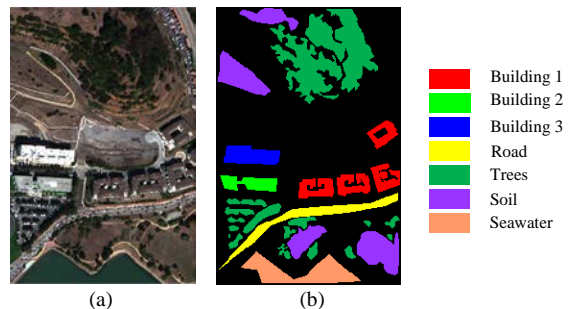 Building 1
Building 2
Building 3
Road
Trees
Soil
Seawater
(a)
(b)